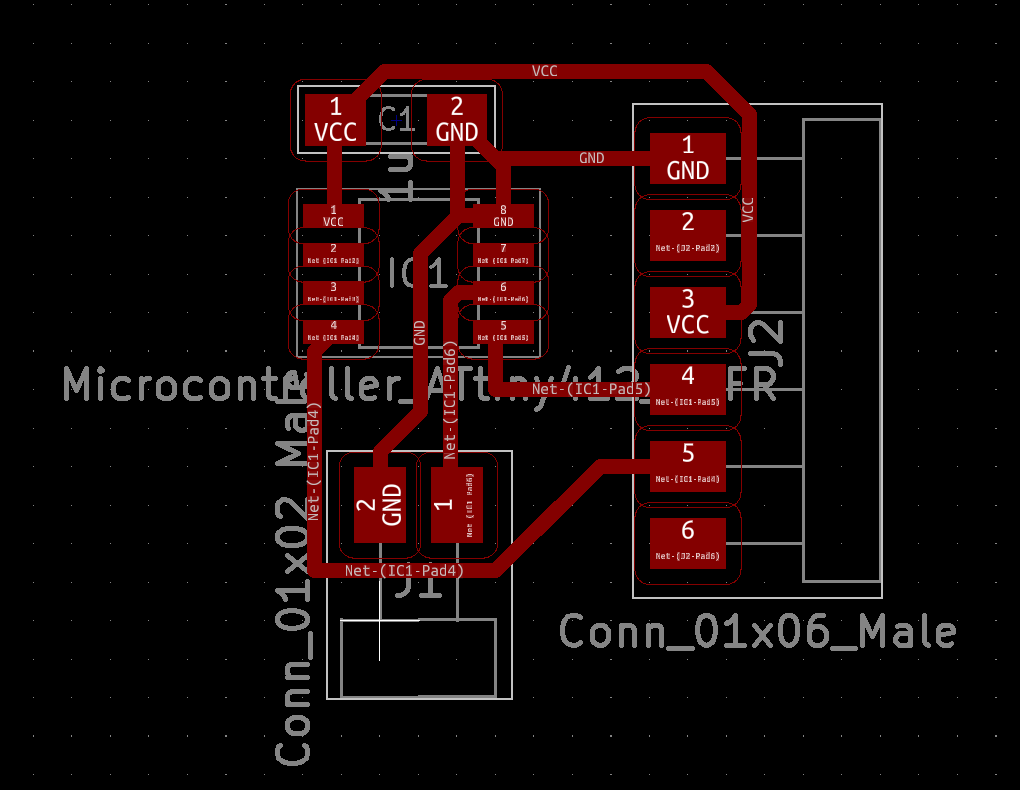 VCC
1
VCC
C1
2
GND
1u
GND
1
GND
1
VCC
8
GND
VCC
2
Net-(J2-Pad2)
2
Net-(IC1-Pad2)
7
Net-(IC1-Pad7)
IC1
3
Net-(IC1-Pad3)
6
Net-(IC1-Pad6)
3
VCC
4
Net-(IC1-Pad4)
5
Net-(IC1-Pad5)
GND
J2
Net-(IC1-Pad6)
4
Net-(IC1-Pad5)
Net-(IC1-Pad5)
Net-(IC1-Pad4)
Conn_01x02_Male
5
Net-(IC1-Pad4)
2
GND
1
Net-(IC1-Pad6)
6
Net-(J2-Pad6)
Net-(IC1-Pad4)
J1
Conn_01x06_Male